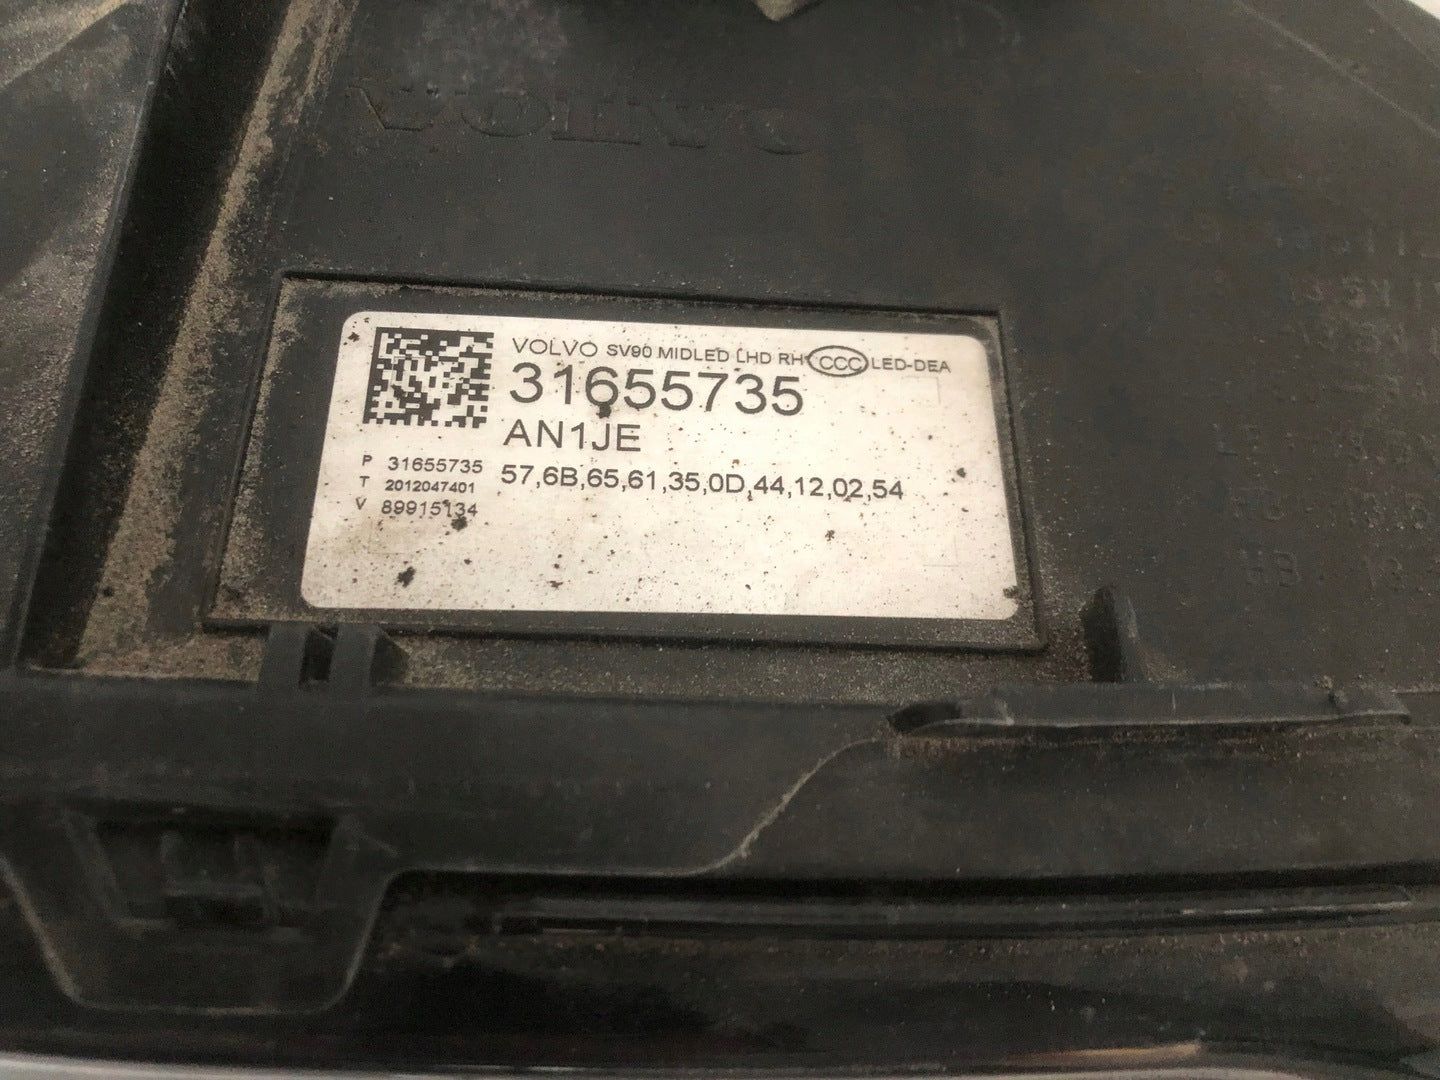 VOLVO
VOLVO SV90 MIDLED LHD RH CCC LED-DEA
31655735
AN1JE
57,6B,65,61,35,0D,44,12,02,54
P 31655735
T 2012047401
V 89915134